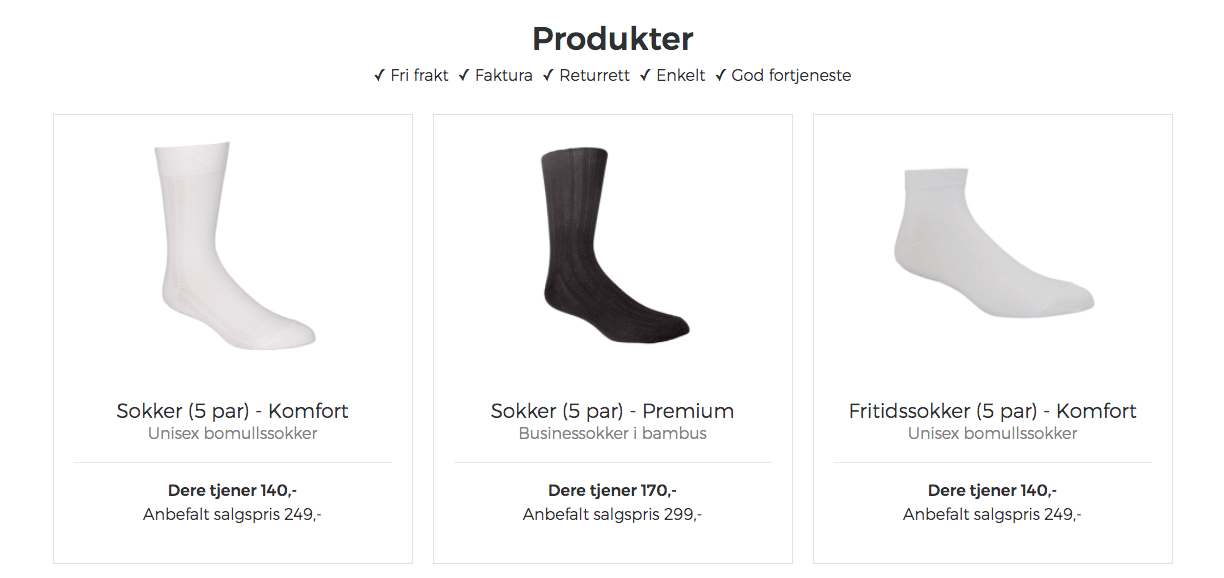 Produkter
✓ Fri frakt ✓ Faktura ✓ Returrett ✓ Enkelt ✓ God fortjeneste
Sokker (5 par) - Komfort
Unisex bomullssokker
Dere tjener 140,-
Anbefalt salgspris 249,-
Sokker (5 par) - Premium
Businessokker i bambus
Dere tjener 170,-
Anbefalt salgspris 299,-
Fritidssokker (5 par) - Komfort
Unisex bomullssokker
Dere tjener 140,-
Anbefalt salgspris 249,-